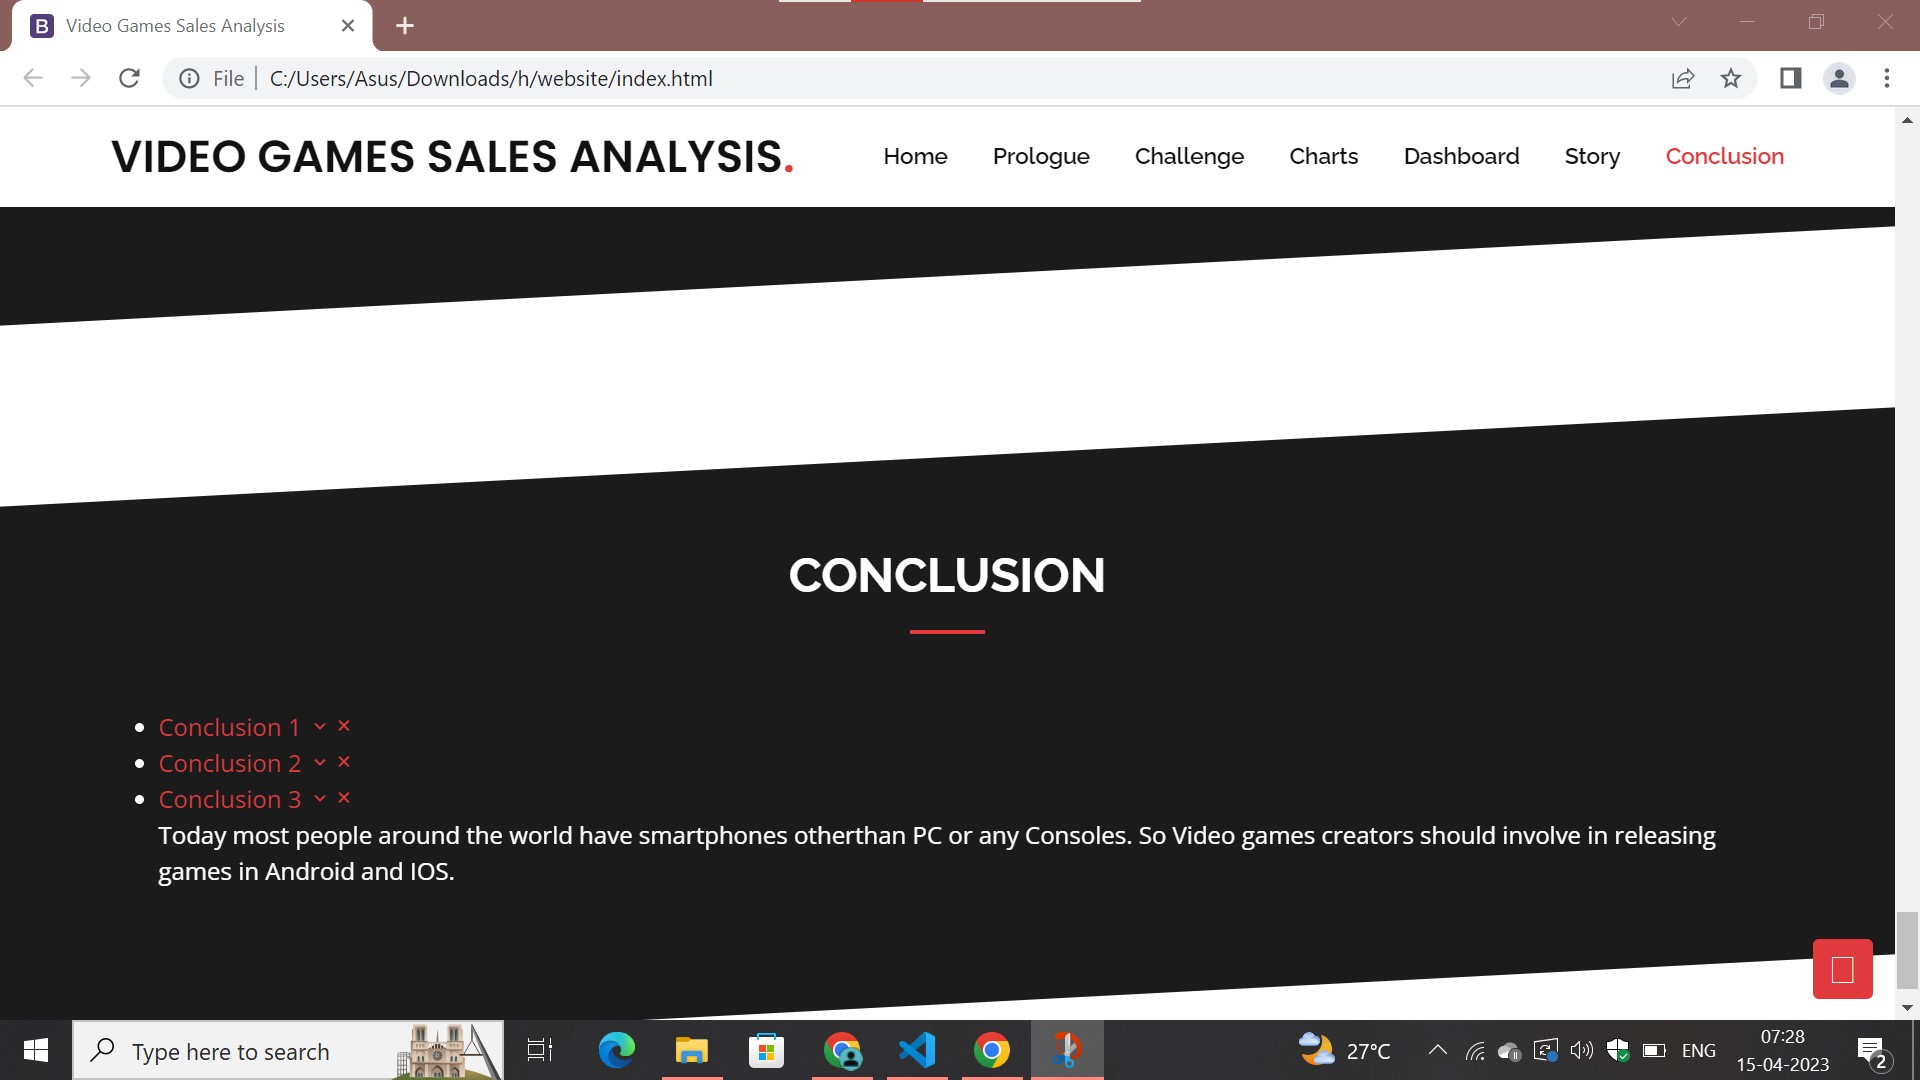 B Video Games Sales Analysis
File C:/Users/Asus/Downloads/h/website/index.html
VIDEO GAMES SALES ANALYSIS. Home Prologue Challenge Charts Dashboard Story Conclusion
CONCLUSION
• Conclusion 1
• Conclusion 2
• Conclusion 3
Today most people around the world have smartphones otherthan PC or any Consoles. So Video games creators should involve in releasing
games in Android and IOS.
Type here to search 27°C ENG 07:28
15-04-2023 2